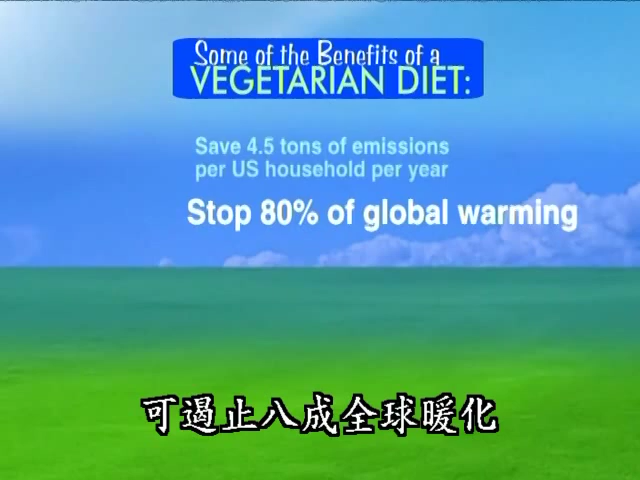 Some of the Benefits of a
VEGETARIAN DIET:
Save 4.5 tons of emissions
per US household per year
Stop 80% of global warming
可遏止八成全球暖化